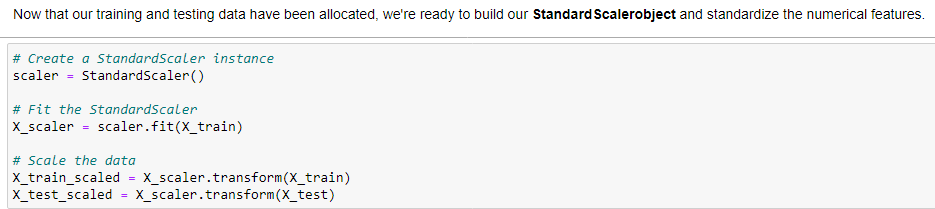 Now that our training and testing data have been allocated, we're ready to build our StandardScalerobject and standardize the numerical features.
# Create a StandardScaler instance
scaler = StandardScaler()
# Fit the StandardScaler
X_scaler = scaler.fit(X_train)
# Scale the data
X_train_scaled = X_scaler.transform(X_train)
X_test_scaled = X_scaler.transform(X_test)